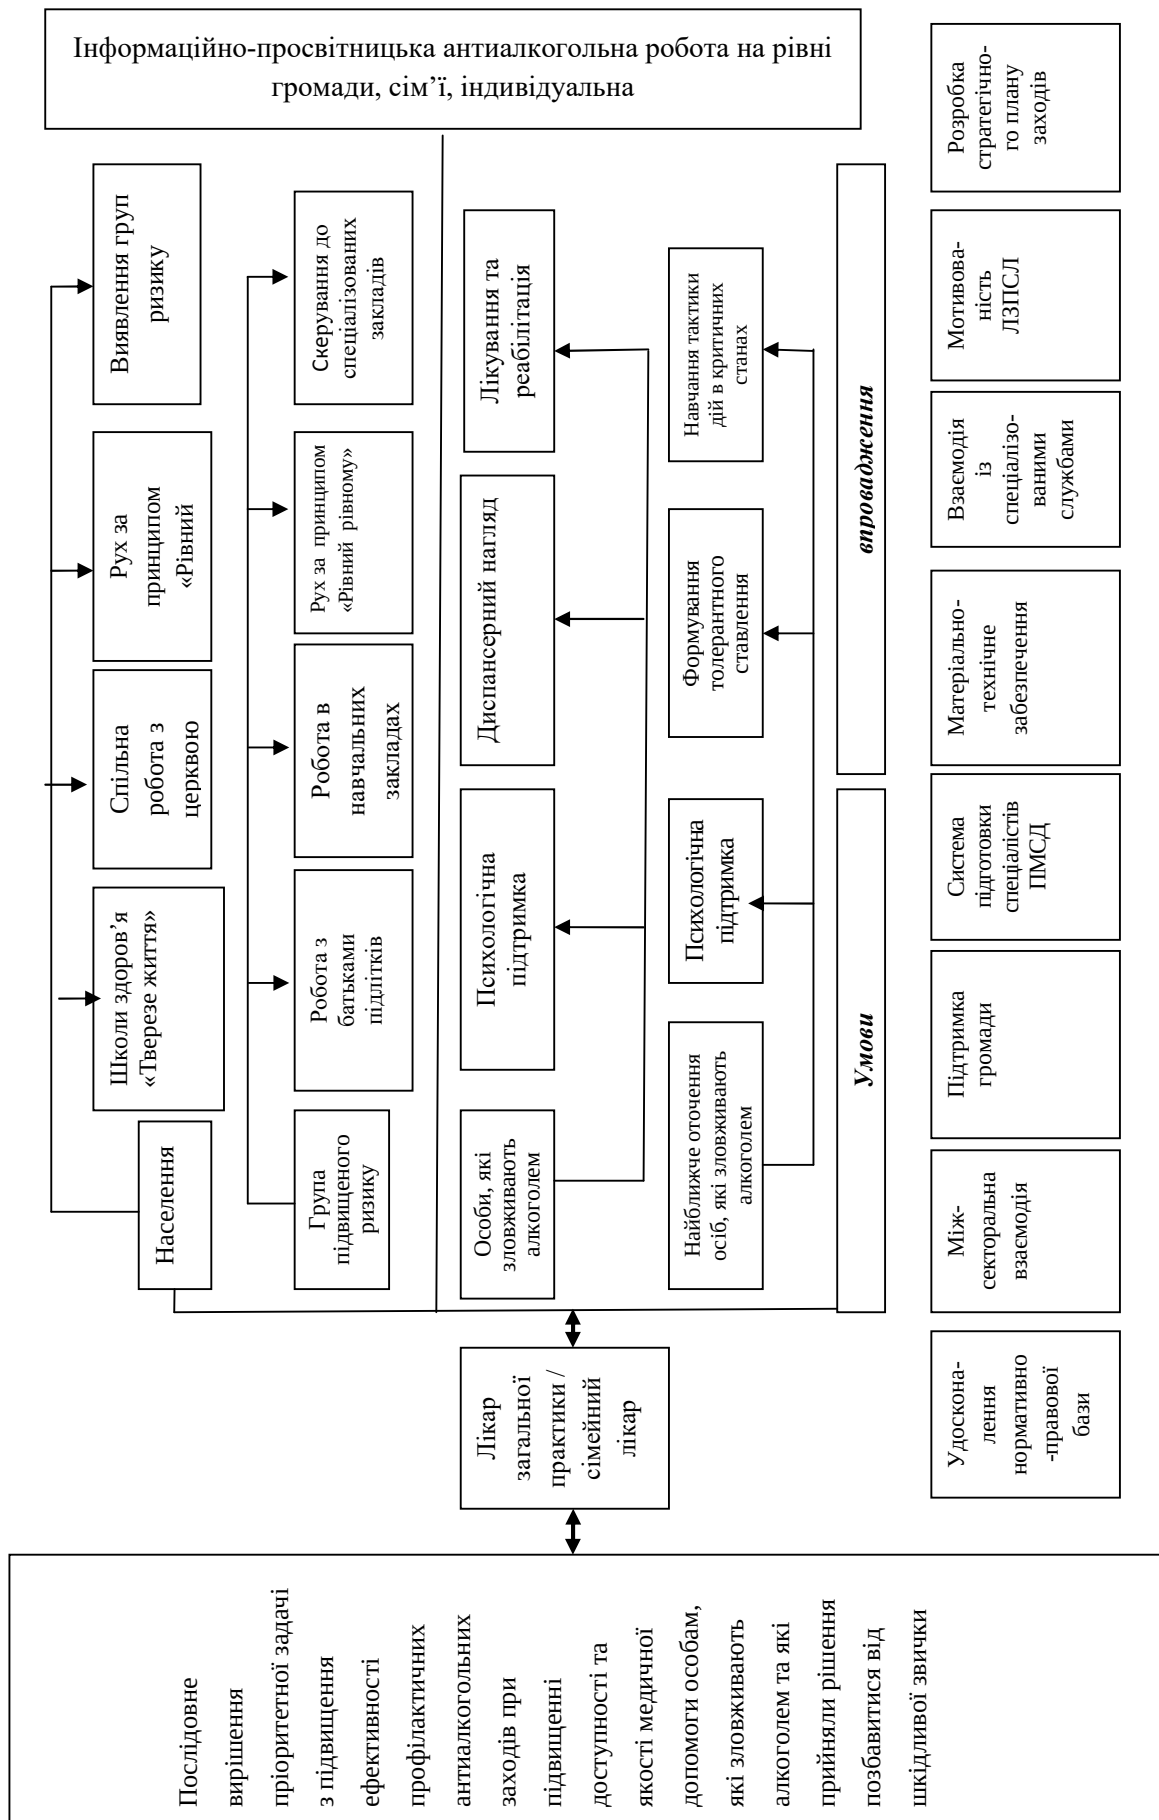 Інформаційно-просвітницька антиалкогольна робота на рівні
громади, сім’ї, індивідуальна
Послідовне
вирішення
пріоритетної задачі
з підвищення
ефективності
профілактичних
антиалкогольних
заходів при
підвищенні
доступності та
якості медичної
допомоги особам,
які зловживають
алкоголем та які
прийняли рішення
позбавитися від
шкідливої звички
Лікар
загальної
практики /
сімейний
лікар
Населення
Школи здоров’я
«Тверезе життя»
Спільна
робота з
церквою
Рух за
принципом
«Рівний
Виявлення груп
ризику
Група
підвищеного
ризику
Робота з
батьками
підлітків
Робота в
навчальних
закладах
Рух за принципом
«Рівний рівному»
Скерування до
спеціалізованих
закладів
Особи, які
зловживають
алкоголем
Психологічна
підтримка
Диспансерний нагляд
Лікування та
реабілітація
Найближче оточення
осіб, які зловживають
алкоголем
Психологічна
підтримка
Формування
толерантного
ставлення
Навчання тактики
дій в критичних
станах
Умови
впровадження
Удоскона-
лення
нормативно
-правової
бази
Між-
секторальна
взаємодія
Підтримка
громади
Система
підготовки
спеціалістів
ПМСД
Матеріально-
технічне
забезпечення
Взаємодія
із
спеціалізо-
ваними
службами
Мотивова-
ність
ЛЗПСЛ
Розробка
стратегічно-
го плану
заходів